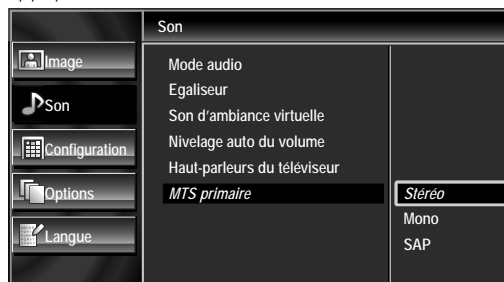 Son
Image
Son
Configuration
Options
Langue
Mode audio
Egaliseur
Son d'ambiance virtuelle
Nivelage auto du volume
Haut-parleurs du téléviseur
MTS primaire
Stéréo
Mono
SAP